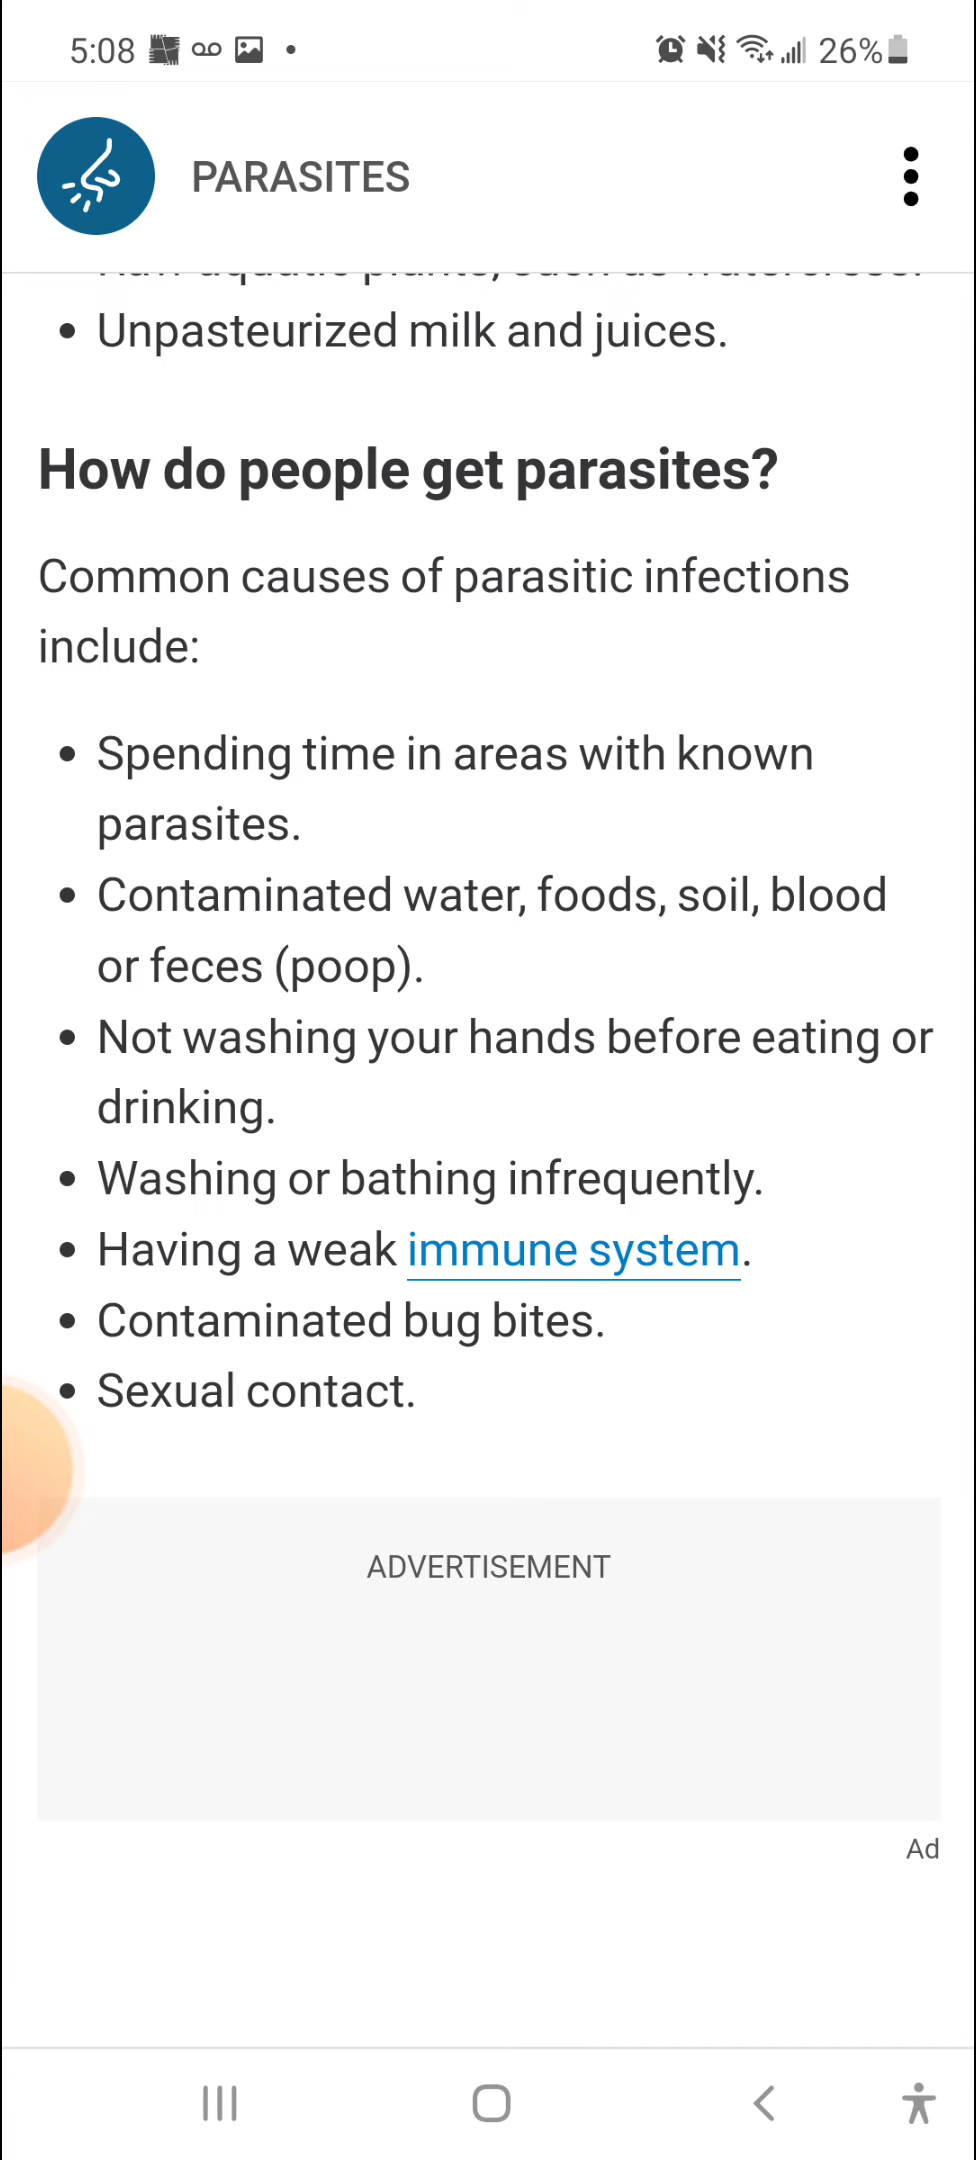 5:08
26%
PARASITES
Unpasteurized milk and juices.
How do people get parasites?
Common causes of parasitic infections
include:
Spending time in areas with known
parasites.
Contaminated water, foods, soil, blood
or feces (poop).
Not washing your hands before eating or
drinking.
Washing or bathing infrequently.
Having a weak immune system.
Contaminated bug bites.
Sexual contact.
ADVERTISEMENT
Ad